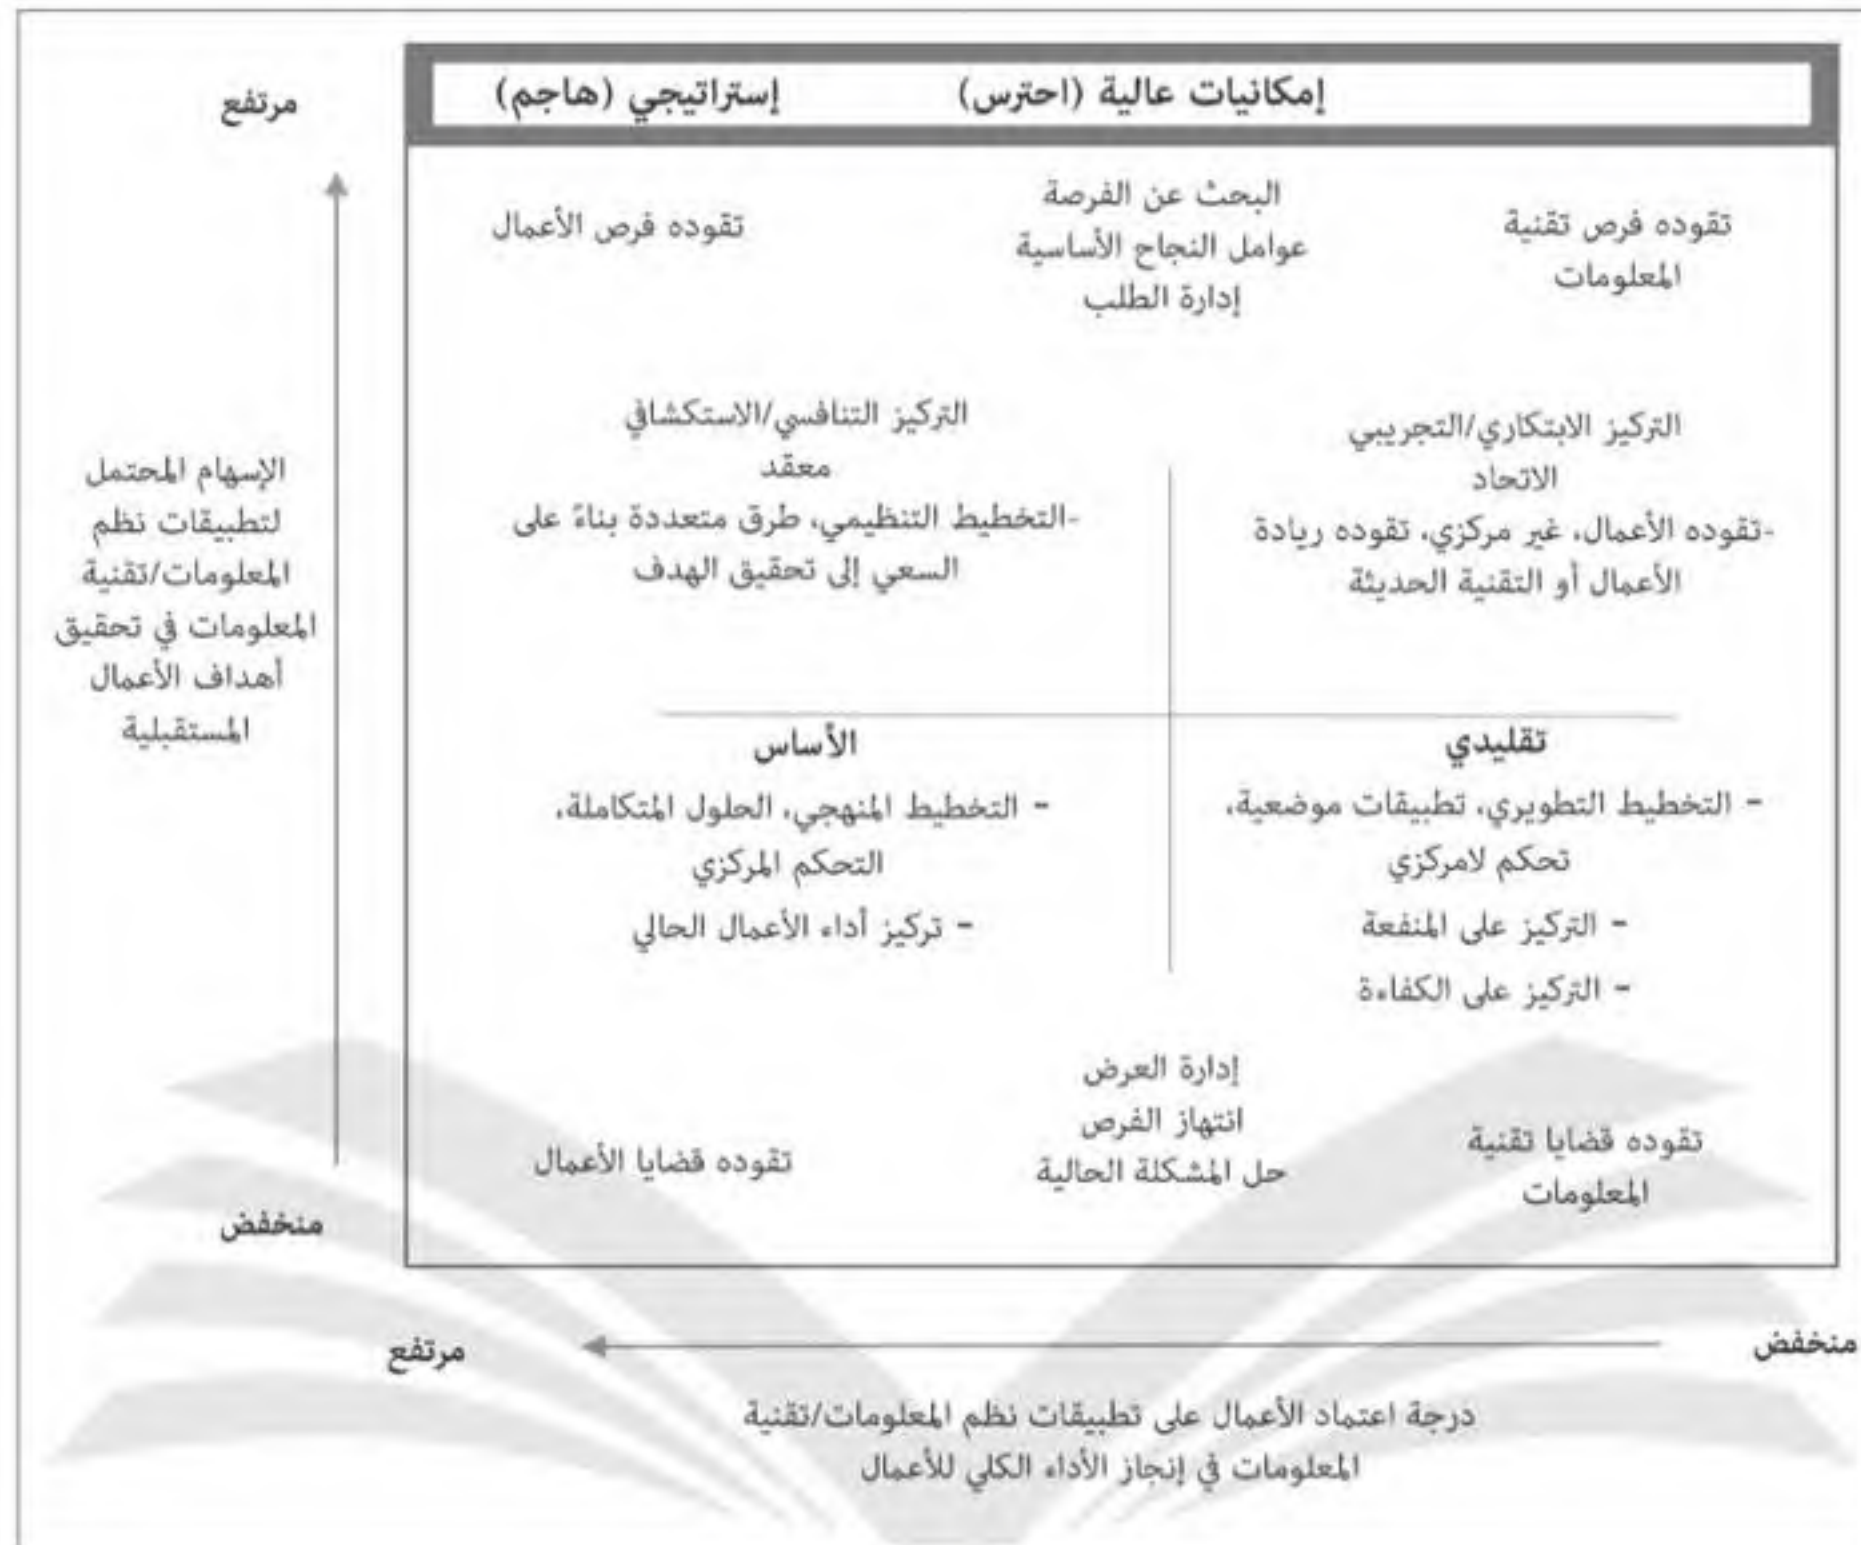 إمكانيات عالية (احترس) إستراتيجي (هاجم)
مرتفع
تقوده فرص تقنية
المعلومات
البحث عن الفرصة
عوامل النجاح الأساسية
إدارة الطلب
تقوده فرص الأعمال
التركيز الابتكاري/التجريبي
الاتحاد
-تقوده الأعمال، غير مركزي، تقوده ريادة
الأعمال أو التقنية الحديثة
التركيز التنافسي/الاستكشافي
معقد
-التخطيط التنظيمي، طرق متعددة بناءً على
السعي إلى تحقيق الهدف
الإسهام المحتمل
لتطبيقات نظم
المعلومات/تقنية
المعلومات في تحقيق
أهداف الأعمال
المستقبلية
تقليدي
- التخطيط التطويري، تطبيقات موضعية،
تحكم لامركزي
- التركيز على المنفعة
- التركيز على الكفاءة
الأساس
- التخطيط المنهجي، الحلول المتكاملة،
التحكم المركزي
- تركيز أداء الأعمال الحالي
تقوده قضايا تقنية
المعلومات
إدارة العرض
انتهاز الفرص
حل المشكلة الحالية
تقوده قضايا الأعمال
منخفض
منخفض
مرتفع
درجة اعتماد الأعمال على تطبيقات نظم المعلومات/تقنية
المعلومات في إنجاز الأداء الكلي للأعمال